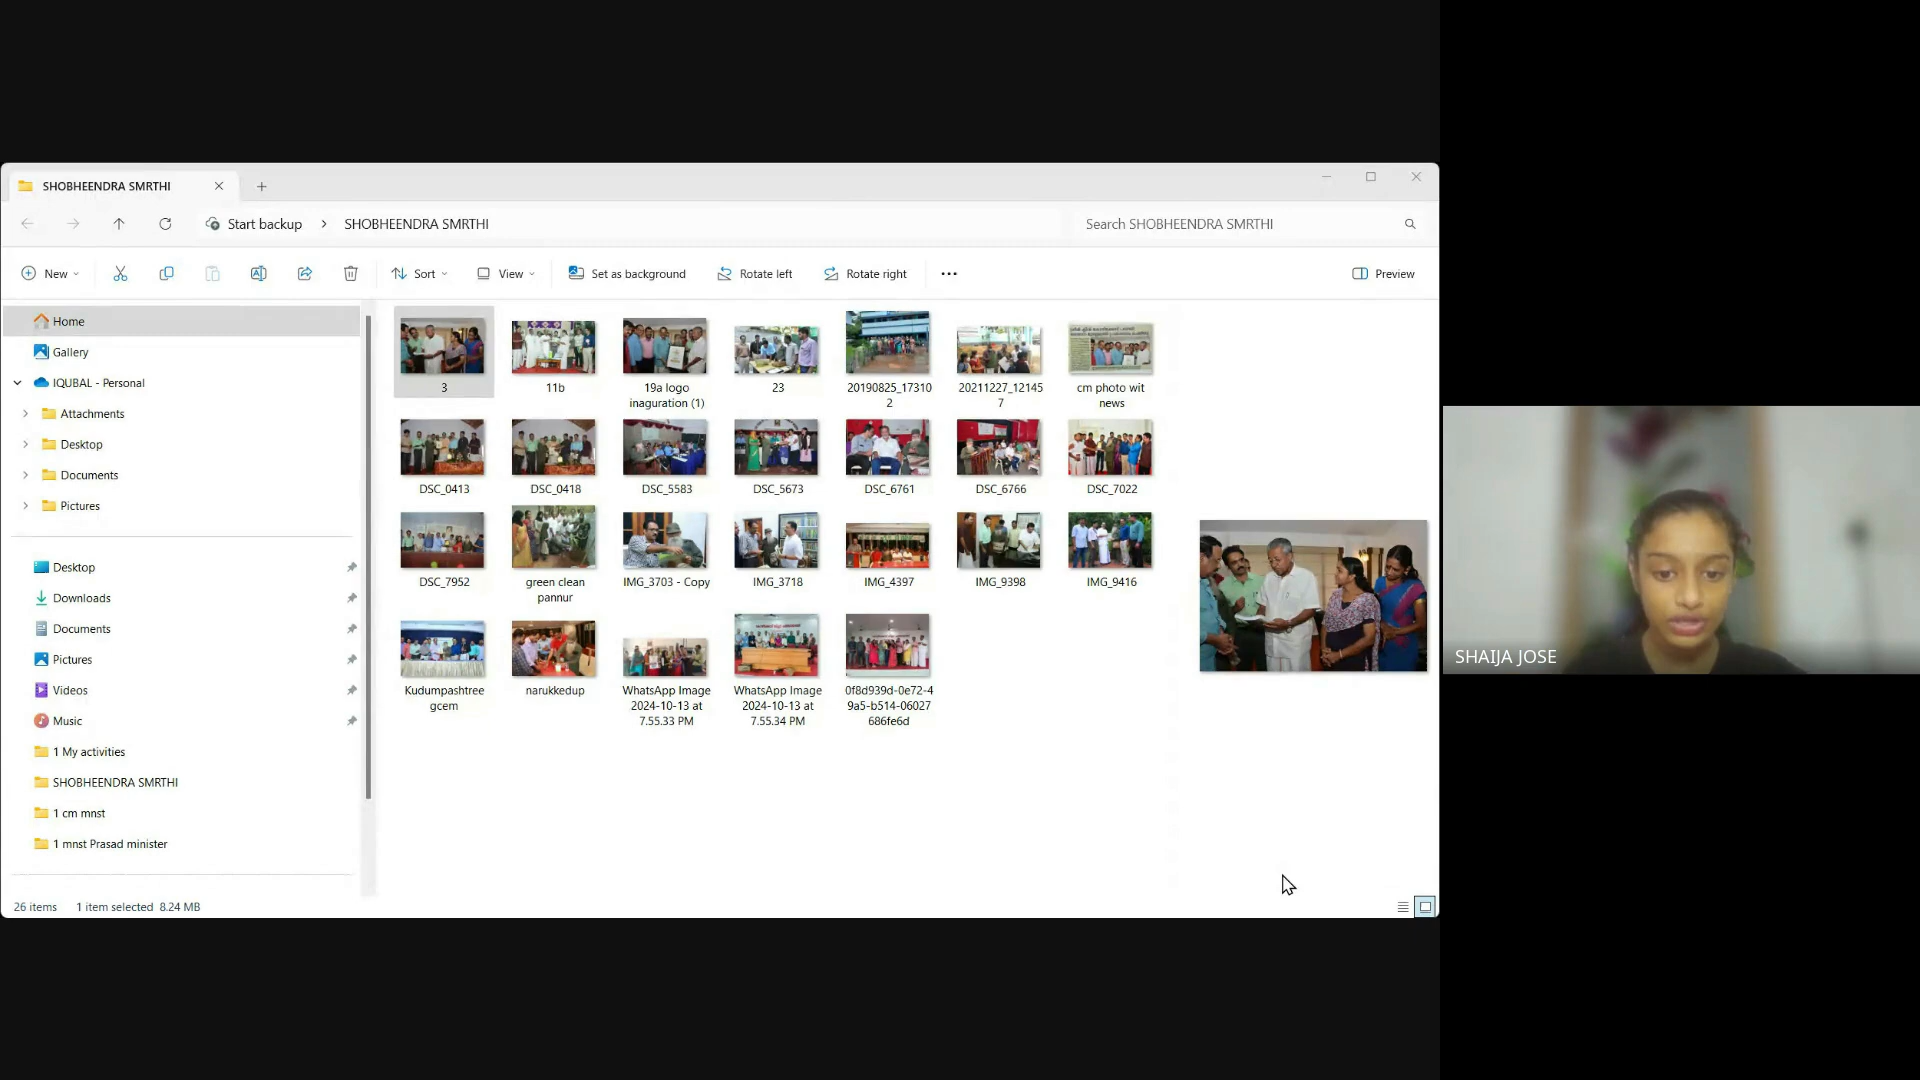 SHOBHEENDRA SMRTHI
Start backup > SHOBHEENDRA SMRTHI
Search SHOBHEENDRA SMRTHI
New
Sort
View
Set as background
Rotate left
Rotate right
Preview
Home
Gallery
IQUBAL - Personal
Attachments
Desktop
Documents
Pictures
Desktop
Downloads
Documents
Pictures
Videos
Music
1 My activities
SHOBHEENDRA SMRTHI
1 cm mnst
1 mnst Prasad minister
3
11b
19a logo
inaguration (1)
23
20190825_17310
2
20211227_12145
7
cm photo wit
news
DSC_0413
DSC_0418
DSC_5583
DSC_5673
DSC_6761
DSC_6766
DSC_7022
DSC_7952
green clean
pannur
IMG_3703 - Copy
IMG_3718
IMG_4397
IMG_9398
IMG_9416
Kudumpashtree
gcem
narukkedup
WhatsApp Image
2024-10-13 at
7.55.33 PM
WhatsApp Image
2024-10-13 at
7.55.34 PM
0f8d939d-0e72-4
9a5-b514-06027
686fe6d
26 items
1 item selected 8.24 MB
SHAIJA JOSE